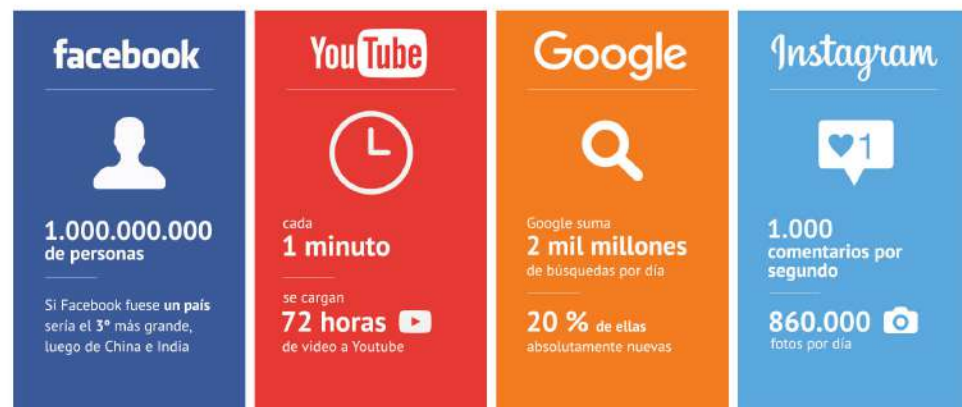 facebook
1.000.000.000
de personas
Si Facebook fuese un país
sería el 3° más grande,
luego de China e India
YouTube
cada
1 minuto
se cargan
72 horas
de video a Youtube
Google
Google suma
2 mil millones
de búsquedas por día
20 % de ellas
absolutamente nuevas
Instagram
1
1.000
comentarios por
segundo
860.000
fotos por día